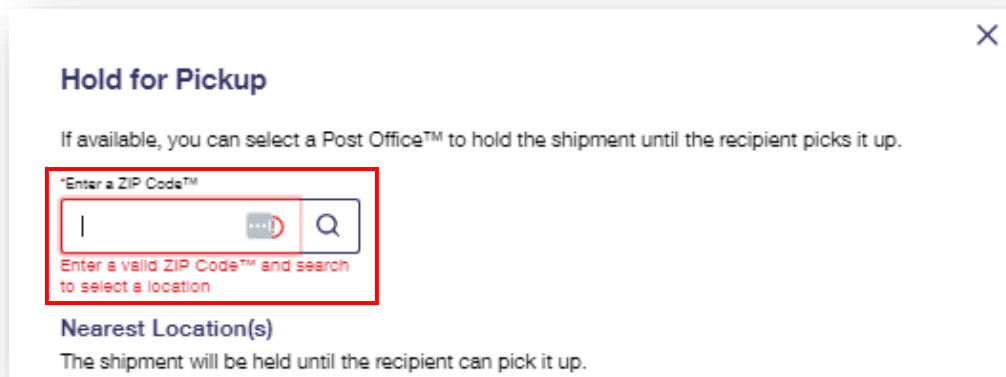 Hold for Pickup
If available, you can select a Post Office™ to hold the shipment until the recipient picks it up.
*Enter a ZIP Code™
Enter a valid ZIP Code™ and search
to select a location
Nearest Location(s)
The shipment will be held until the recipient can pick it up.